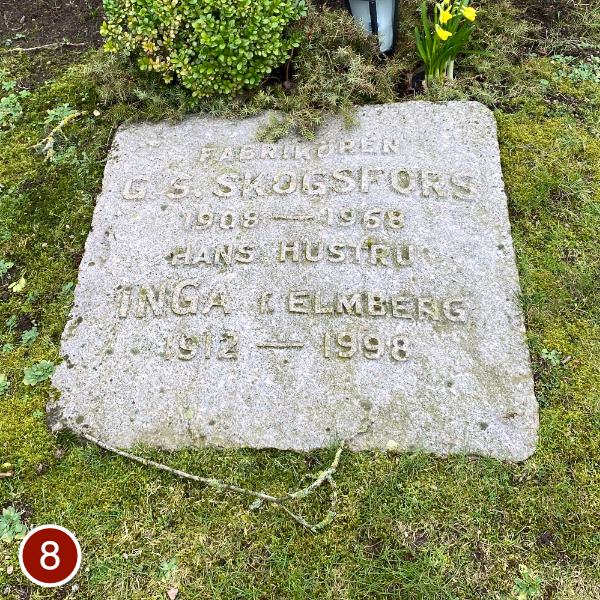 FABRIKÖREN
G. S. SKOGSFORS
1908 — 1968
HANS HUSTRU
INGA F. ELMBERG
1912 — 1998
8